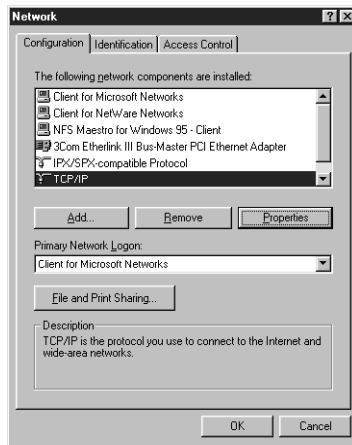 Network
Configuration Identification Access Control
The following network components are installed:
Client for Microsoft Networks
Client for NetWare Networks
NFS Maestro for Windows 95 - Client
3Com Etherlink III Bus-Master PCI Ethernet Adapter
IPX/SPX-compatible Protocol
TCP/IP
Add... Remove Properties
Primary Network Logon:
Client for Microsoft Networks
File and Print Sharing...
Description
TCP/IP is the protocol you use to connect to the Internet and
wide-area networks.
OK Cancel